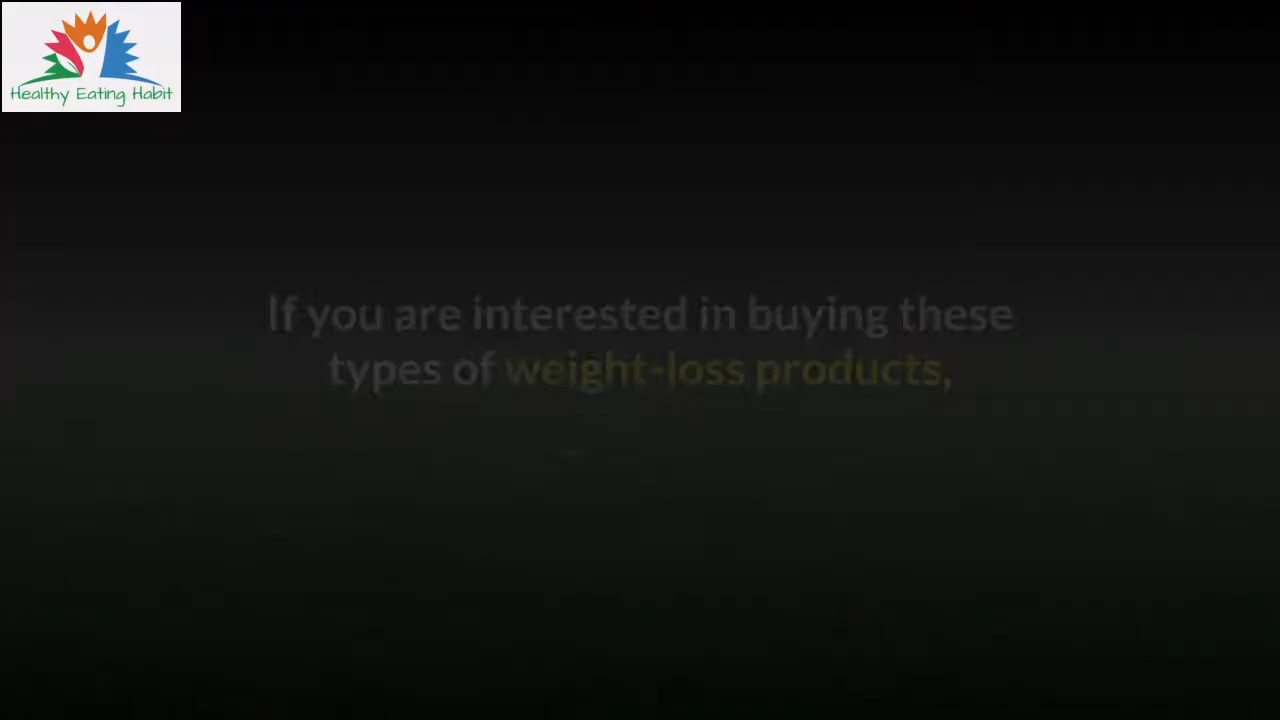 Healthy Eating Habit
If you are interested in buying these
types of weight-loss products,